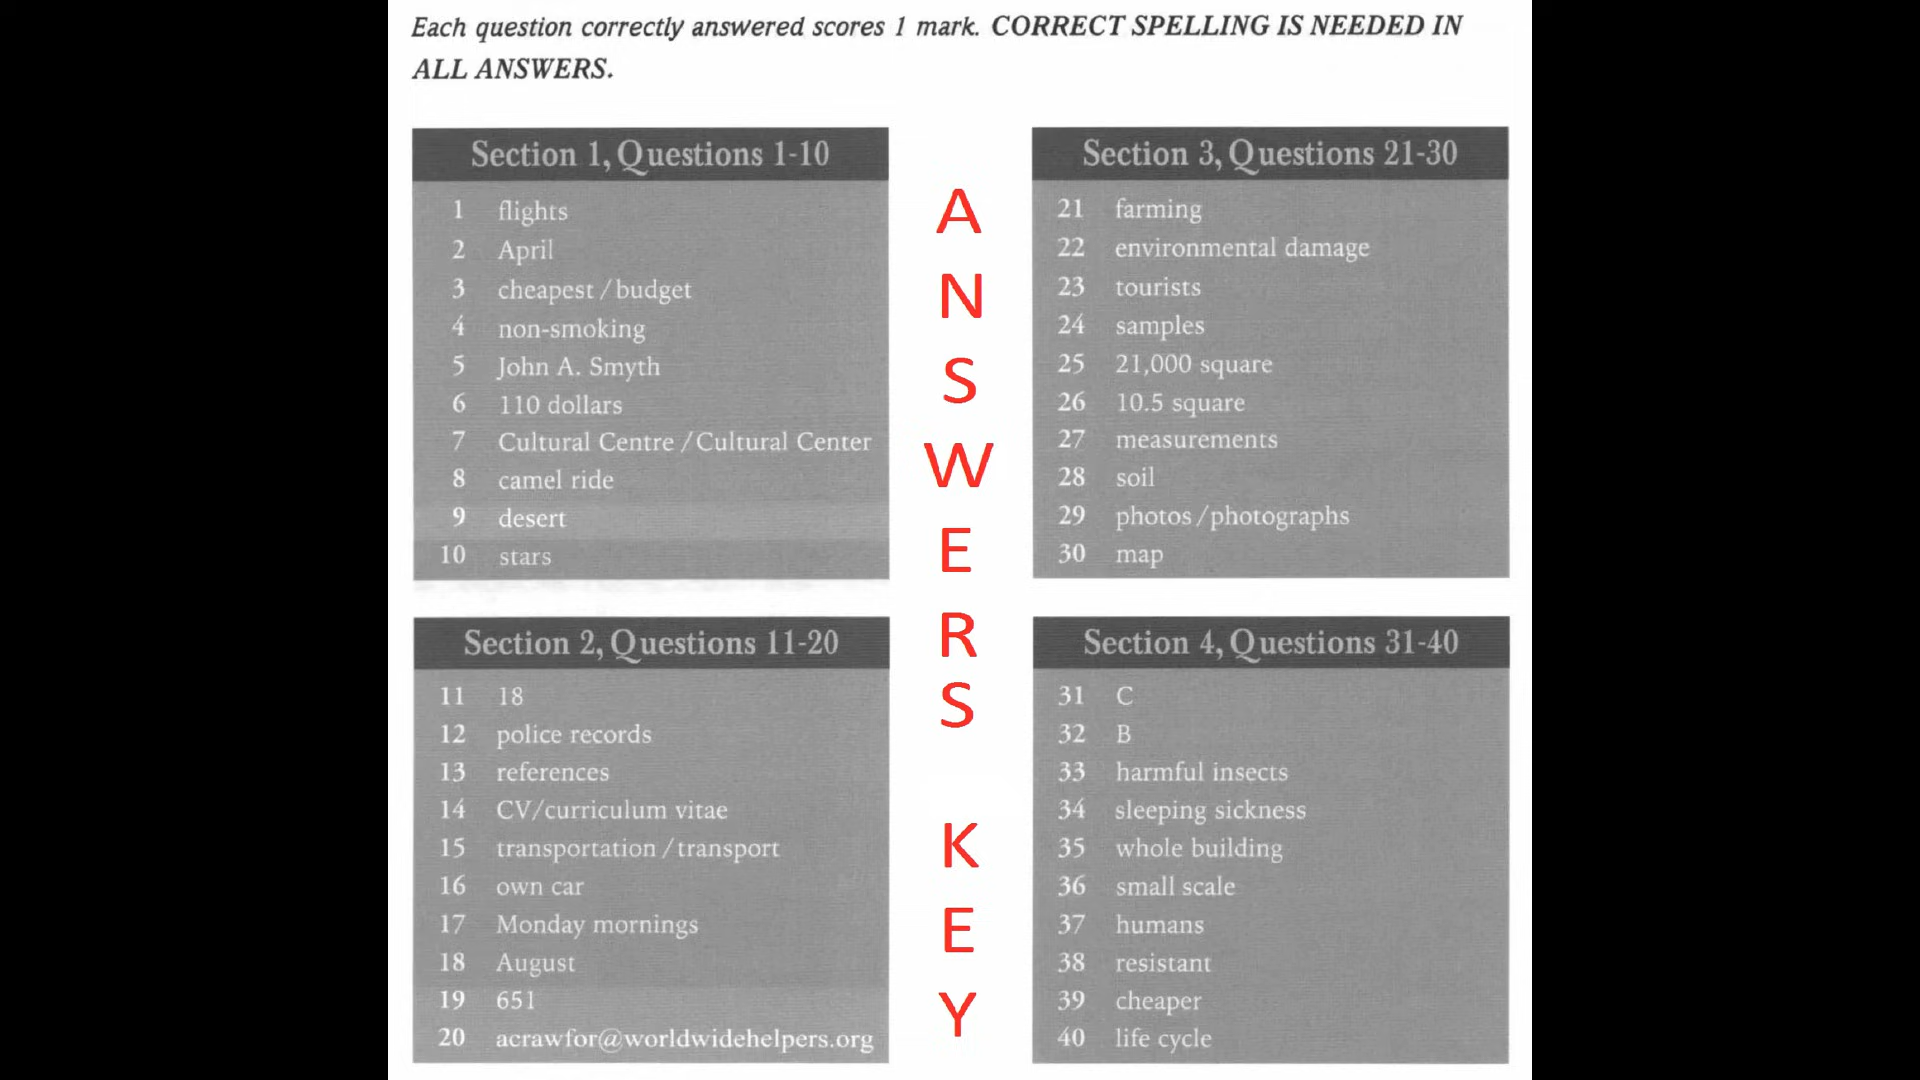 Each question correctly answered scores 1 mark. CORRECT SPELLING IS NEEDED IN
ALL ANSWERS.
Section 1, Questions 1-10
1 flights
2 April
3 cheapest / budget
4 non-smoking
5 John A. Smyth
6 110 dollars
7 Cultural Centre / Cultural Center
8 camel ride
9 desert
10 stars
Section 2, Questions 11-20
11 18
12 police records
13 references
14 CV/curriculum vitae
15 transportation / transport
16 own car
17 Monday mornings
18 August
19 651
20 acrawfor@worldwidehelpers.org
A
N
S
W
E
R
S
K
E
Y
Section 3, Questions 21-30
21 farming
22 environmental damage
23 tourists
24 samples
25 21,000 square
26 10.5 square
27 measurements
28 soil
29 photos / photographs
30 map
Section 4, Questions 31-40
31 C
32 B
33 harmful insects
34 sleeping sickness
35 whole building
36 small scale
37 humans
38 resistant
39 cheaper
40 life cycle